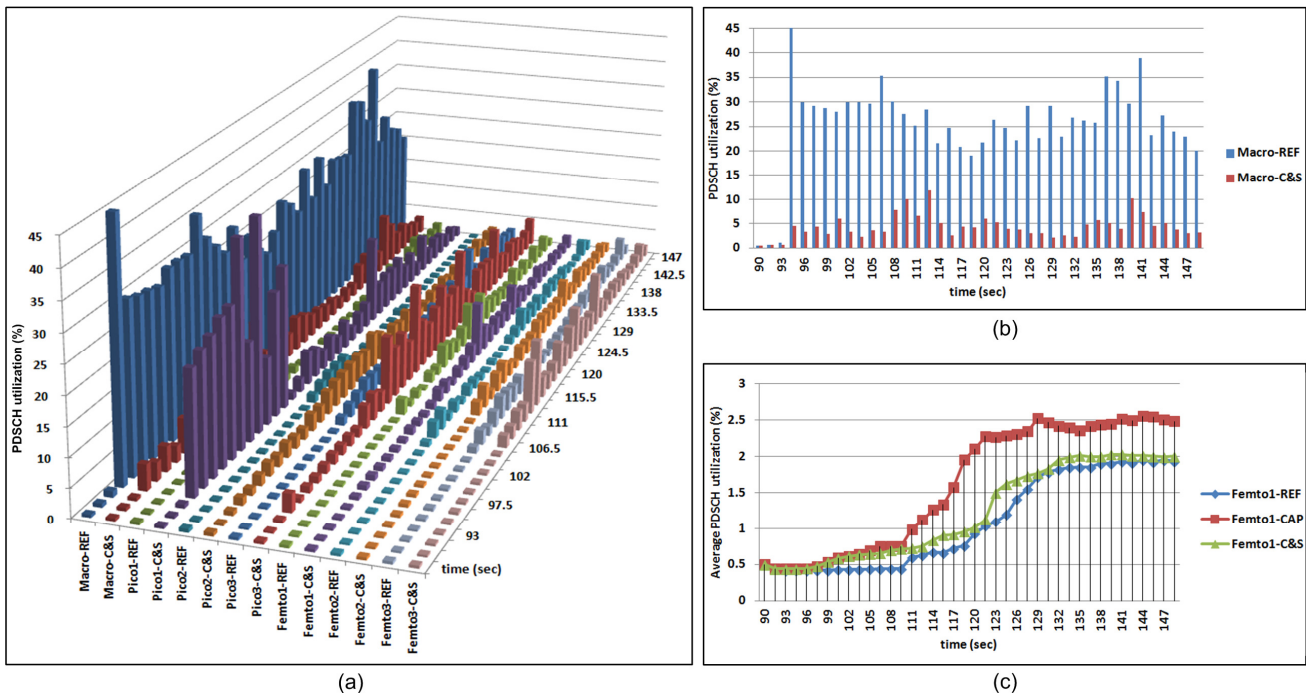 45
40
35
30
25
20
15
10
5
0
PDSCH utilization (%)
Macro-REF
Macro-C&S
Pico1-REF
Pico1-C&S
Pico2-REF
Pico2-C&S
Pico3-REF
Pico3-C&S
Femto1-REF
Femto1-C&S
Femto2-REF
Femto2-C&S
Femto3-REF
Femto3-C&S
147
142.5
138
133.5
129
124.5
120
115.5
111
106.5
102
97.5
93
time (sec)
(a)
45
40
35
30
25
20
15
10
5
0
PDSCH utilization (%)
90 93 96 99 102 105 108 111 114 117 120 123 126 129 132 135 138 141 144 147
time (sec)
Macro-REF
Macro-C&S
(b)
3
2.5
2
1.5
1
0.5
0
Average PDSCH utilization (%)
90 93 96 99 102 105 108 111 114 117 120 123 126 129 132 135 138 141 144 147
time (sec)
Femto1-REF
Femto1-CAP
Femto1-C&S
(c)